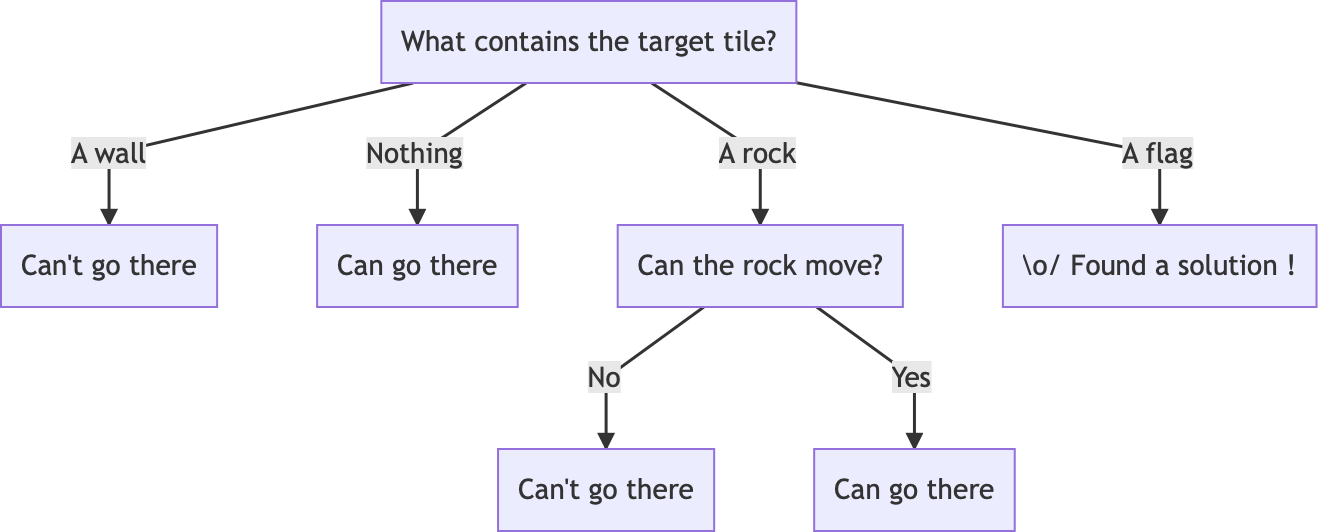 What contains the target tile?
A wall
Nothing
A rock
A flag
Can't go there
Can go there
Can the rock move?
\o/ Found a solution !
No
Yes
Can't go there
Can go there